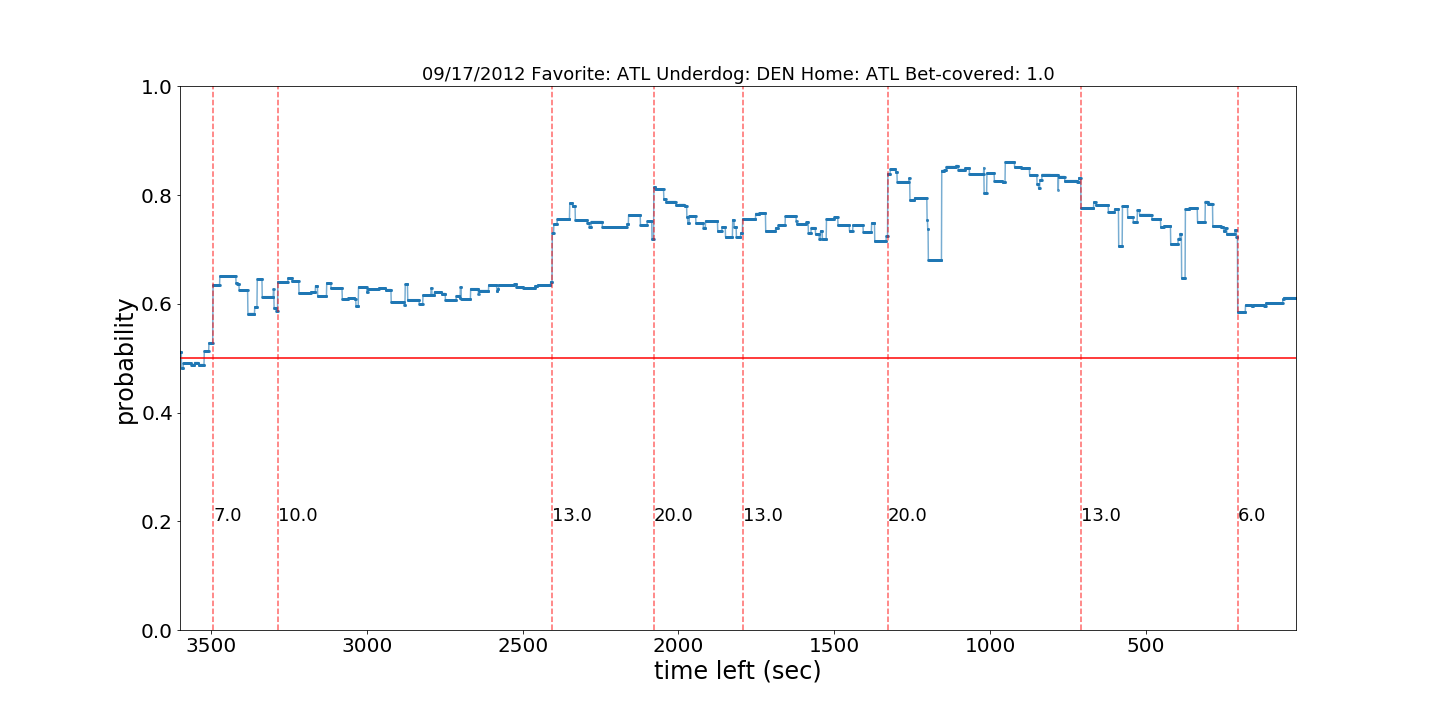 09/17/2012 Favorite: ATL Underdog: DEN Home: ATL Bet-covered: 1.0
1.0
0.8
0.6
0.4
0.2
0.0
probability
7.0 10.0 13.0 20.0 13.0 20.0 13.0 6.0
3500 3000 2500 2000 1500 1000 500
time left (sec)